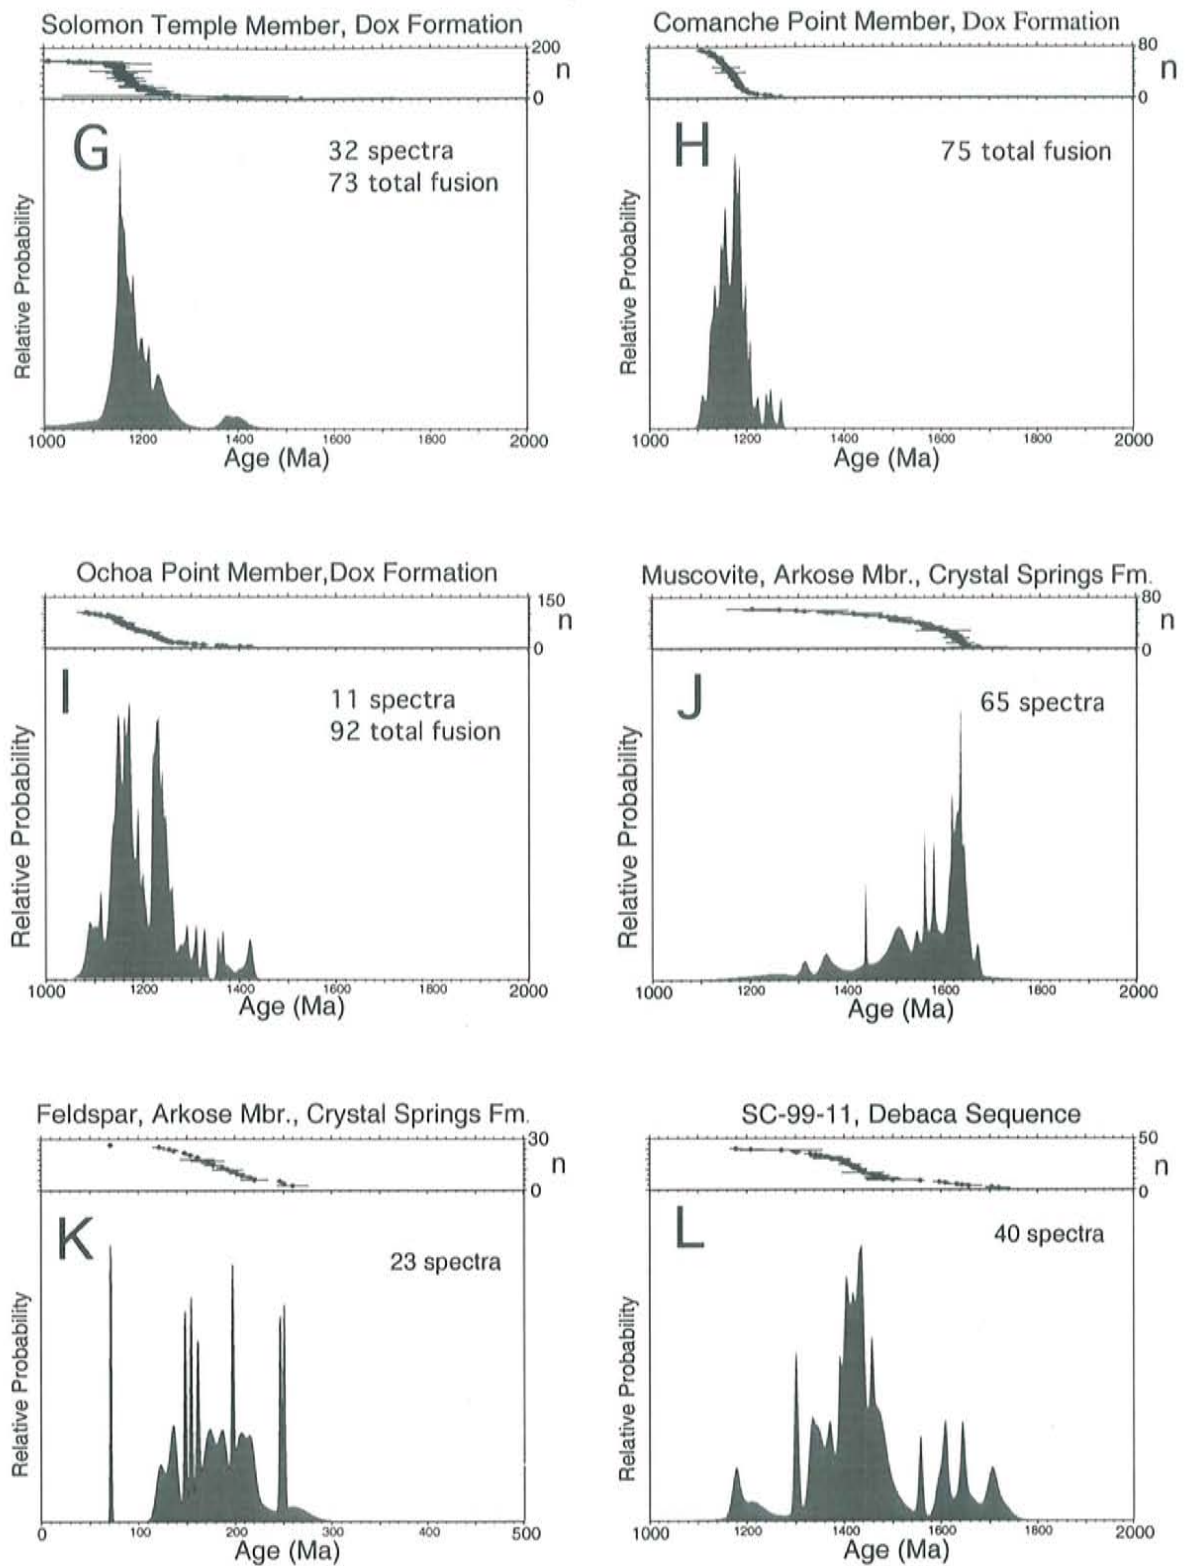 Solomon Temple Member, Dox Formation
200
n
0
G
32 spectra
73 total fusion
Relative Probability
1000 1200 1400 1600 1800 2000
Age (Ma)
Comanche Point Member, Dox Formation
80
n
0
H
75 total fusion
Relative Probability
1000 1200 1400 1600 1800 2000
Age (Ma)
Ochoa Point Member,Dox Formation
150
n
0
I
11 spectra
92 total fusion
Relative Probability
1000 1200 1400 1600 1800 2000
Age (Ma)
Muscovite, Arkose Mbr., Crystal Springs Fm.
80
n
0
J
65 spectra
Relative Probability
1000 1200 1400 1600 1800 2000
Age (Ma)
Feldspar, Arkose Mbr., Crystal Springs Fm.
30
n
0
K
23 spectra
Relative Probability
0 100 200 300 400 500
Age (Ma)
SC-99-11, Debaca Sequence
50
n
0
L
40 spectra
Relative Probability
1000 1200 1400 1600 1800 2000
Age (Ma)